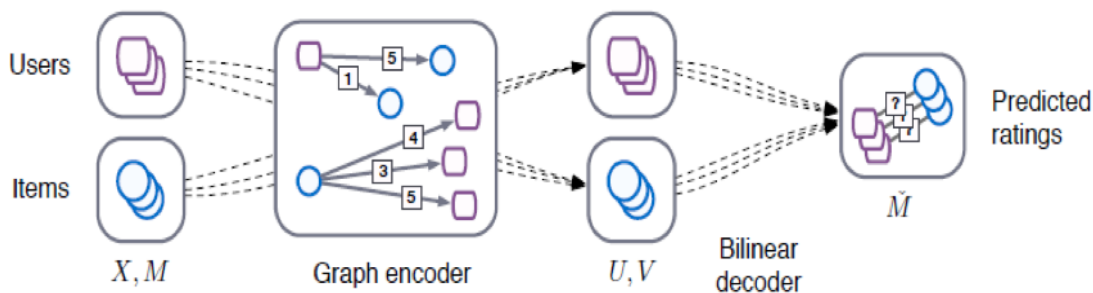 Users
Items
X, M
5
1
4
3
5
Graph encoder
U, V
Bilinear
decoder
?
?
?
M̌
Predicted
ratings